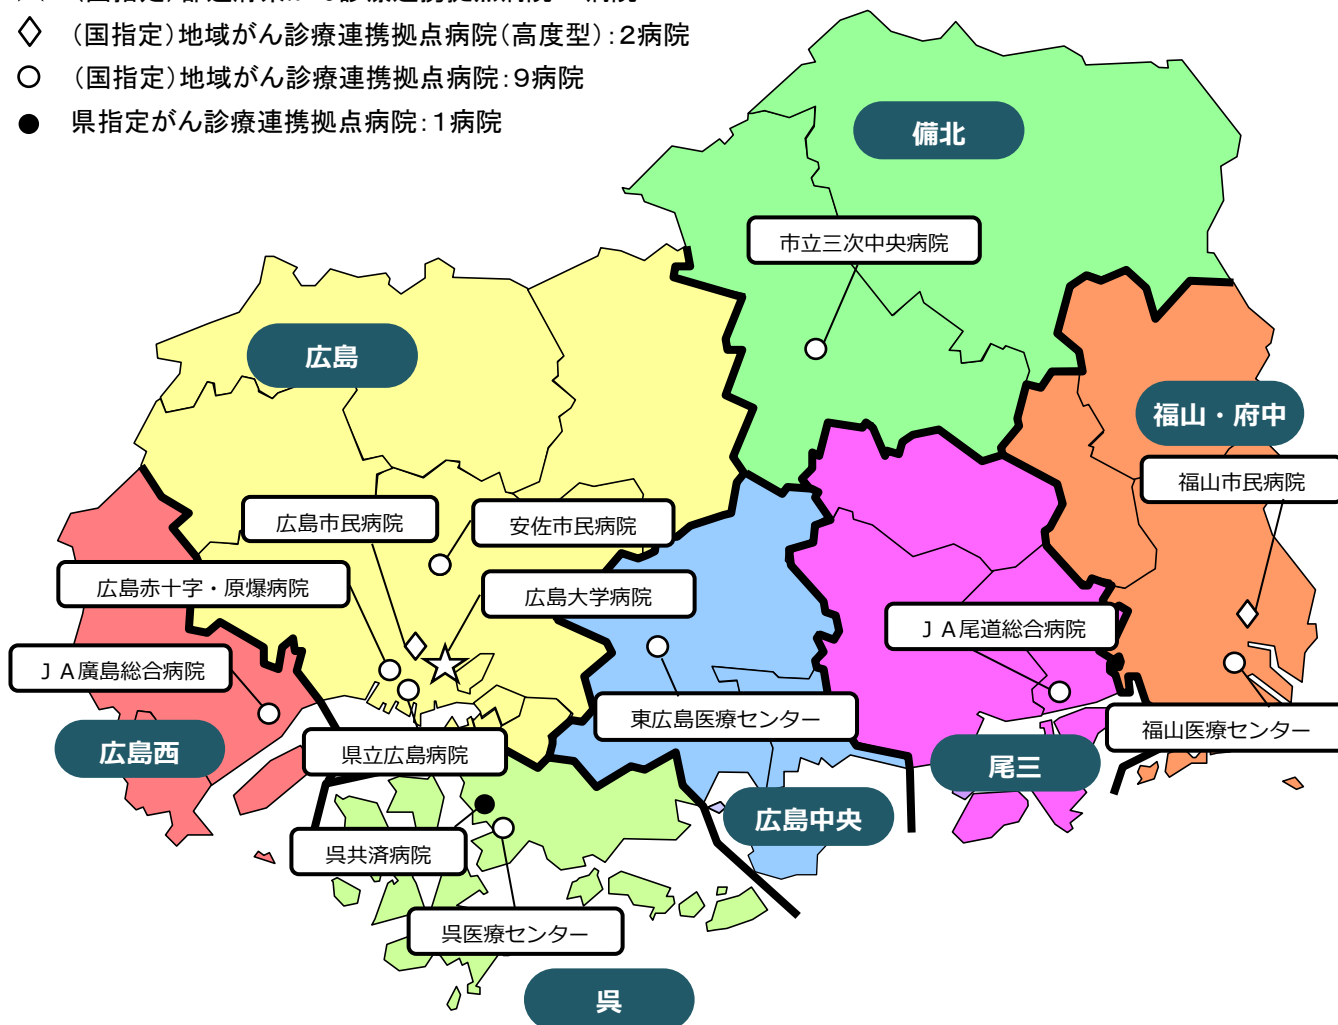 (国指定)地域がん診療連携拠点病院(高度型):2病院
(国指定)地域がん診療連携拠点病院:9病院
県指定がん診療連携拠点病院:1病院
備北
市立三次中央病院
広島
福山・府中
福山市民病院
広島市民病院
安佐市民病院
広島赤十字・原爆病院
広島大学病院
ＪＡ尾道総合病院
ＪＡ廣島総合病院
東広島医療センター
福山医療センター
広島西
県立広島病院
尾三
広島中央
呉共済病院
呉医療センター
呉